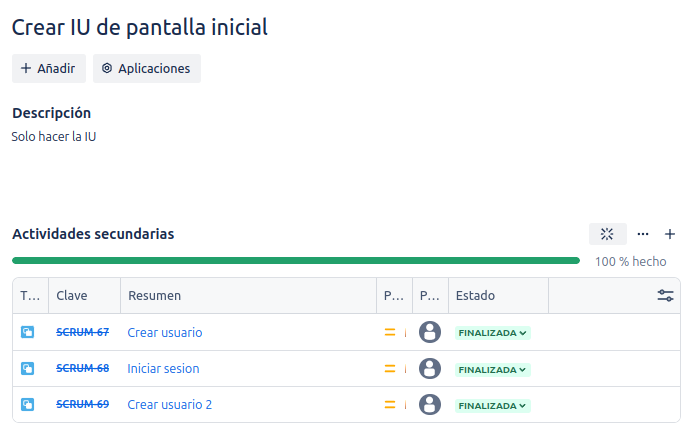 Crear IU de pantalla inicial
+ Añadir Aplicaciones
Descripción
Solo hacer la IU
Actividades secundarias
100 % hecho
T... Clave Resumen P... P... Estado
SCRUM-67 Crear usuario FINALIZADA
SCRUM-68 Iniciar sesion FINALIZADA
SCRUM-69 Crear usuario 2 FINALIZADA